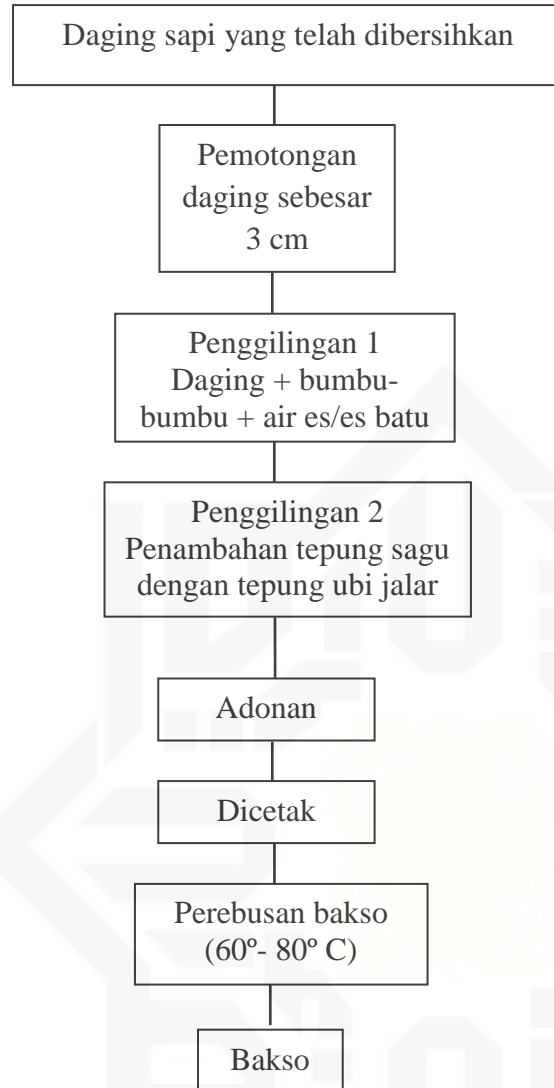 Daging sapi yang telah dibersihkan
Pemotongan
daging sebesar
3 cm
Penggilingan 1
Daging + bumbu-
bumbu + air es/es batu
Penggilingan 2
Penambahan tepung sagu
dengan tepung ubi jalar
Adonan
Dicetak
Perebusan bakso
(60º- 80º C)
Bakso